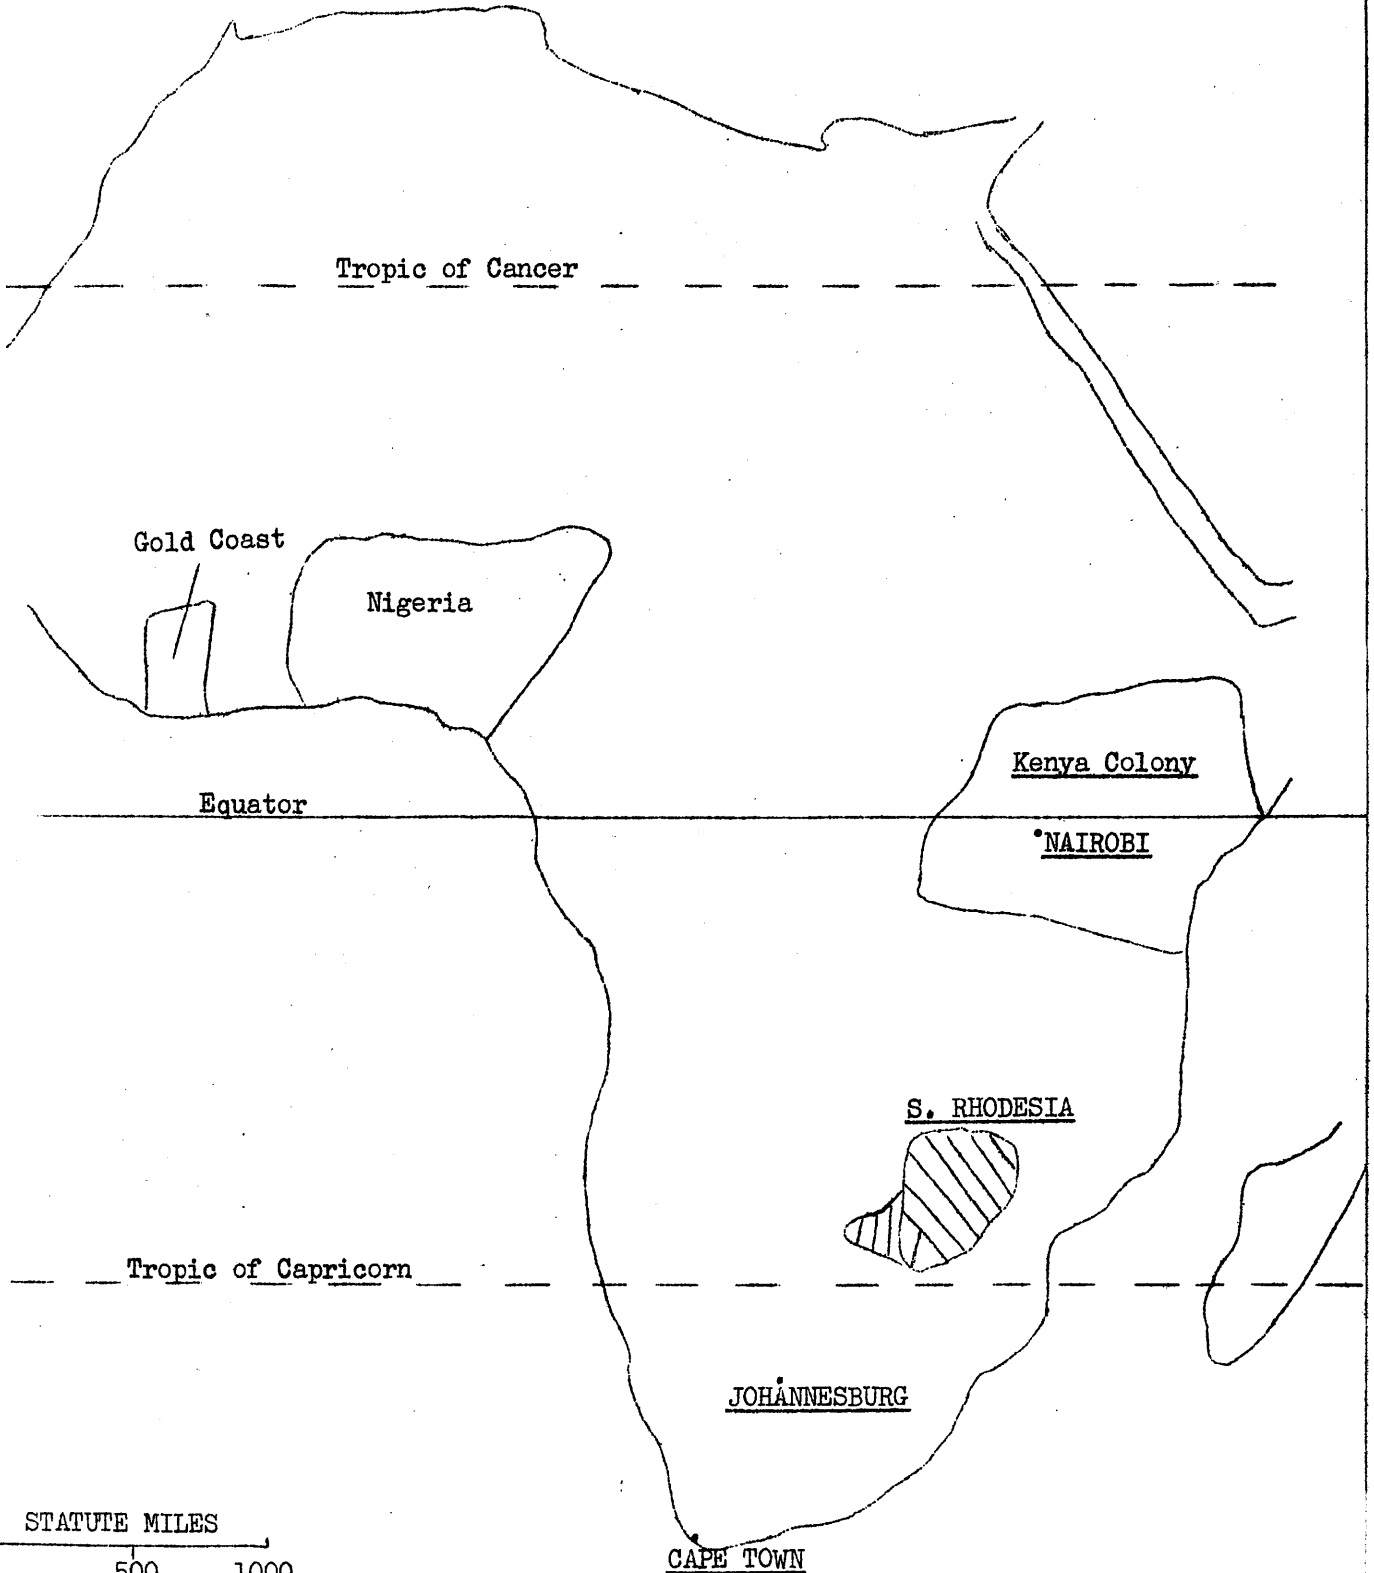 Tropic of Cancer
Gold Coast
Nigeria
Kenya Colony
Equator
NAIROBI
S. RHODESIA
Tropic of Capricorn
JOHANNESBURG
STATUTE MILES
500 1000
CAPE TOWN